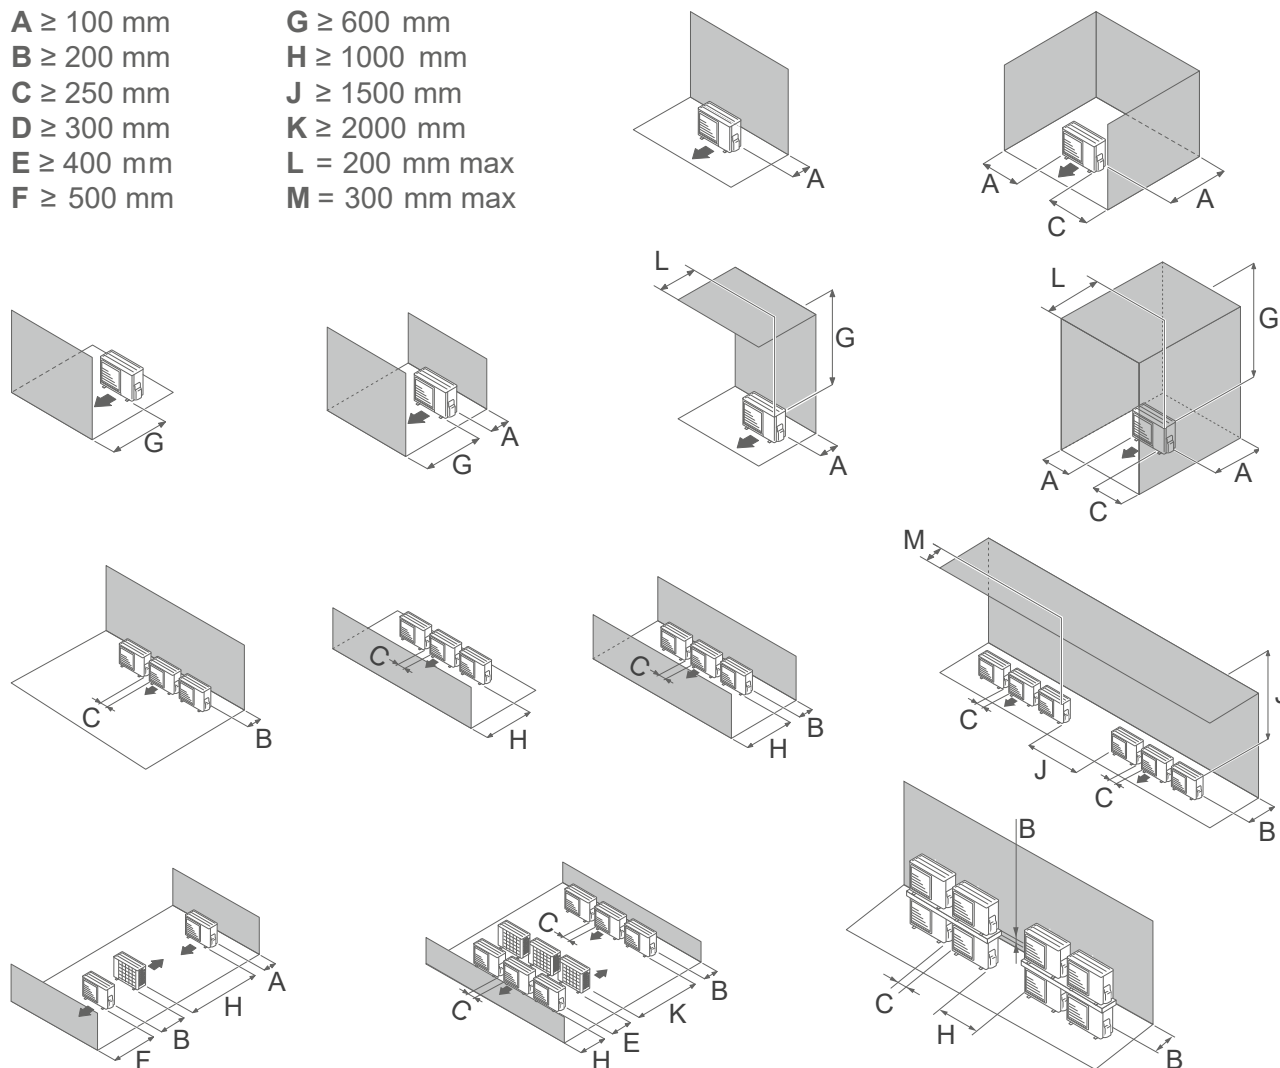 A ≥ 100 mm
B ≥ 200 mm
C ≥ 250 mm
D ≥ 300 mm
E ≥ 400 mm
F ≥ 500 mm
G ≥ 600 mm
H ≥ 1000 mm
J ≥ 1500 mm
K ≥ 2000 mm
L = 200 mm max
M = 300 mm max
A
A
C
A
G
G
A
L
G
A
L
G
A
C
A
C
B
C
H
C
H
B
M
C
J
C
J
B
F
B
H
A
C
C
H
E
K
B
B
C
H
B